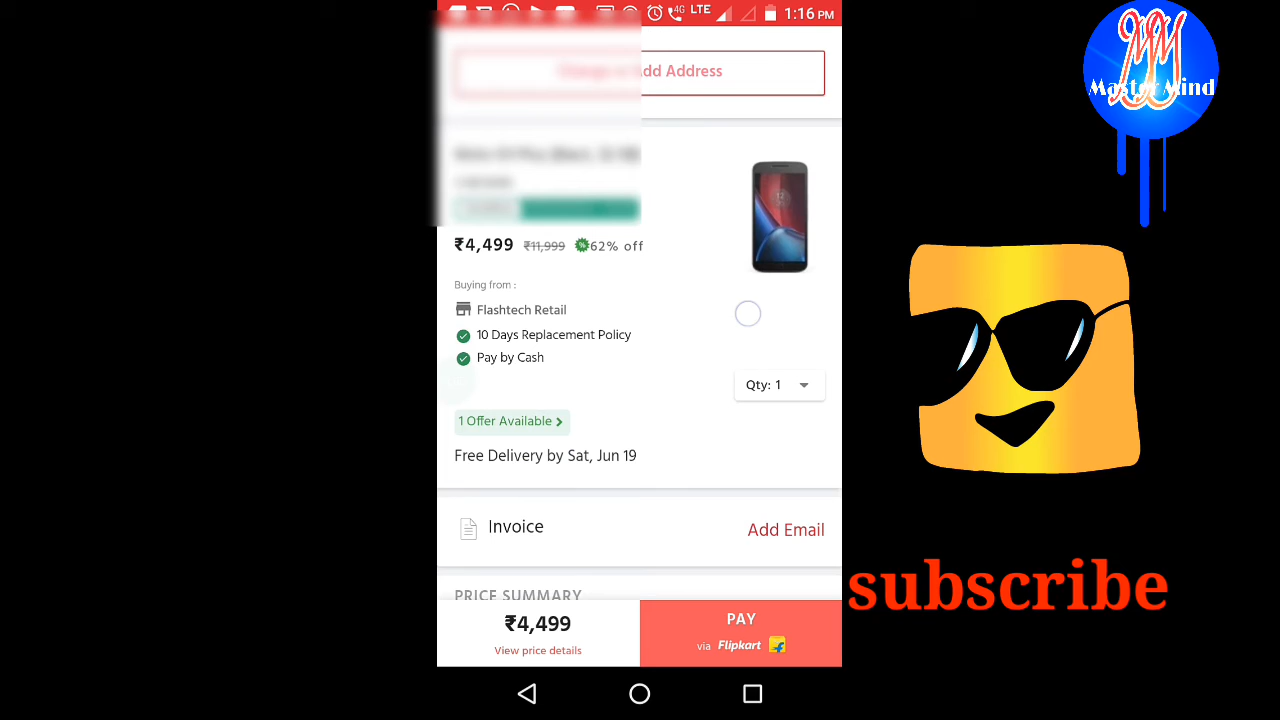 LTE 1:16 PM
4G
Add Address
₹4,499 ₹11,999 % 62% off
Buying from :
Flashtech Retail
10 Days Replacement Policy
Pay by Cash
Qty: 1
1 Offer Available
Free Delivery by Sat, Jun 19
Invoice
Add Email
PRICE SUMMARY
₹4,499
View price details
PAY
via Flipkart
MM
Master Mind
subscribe